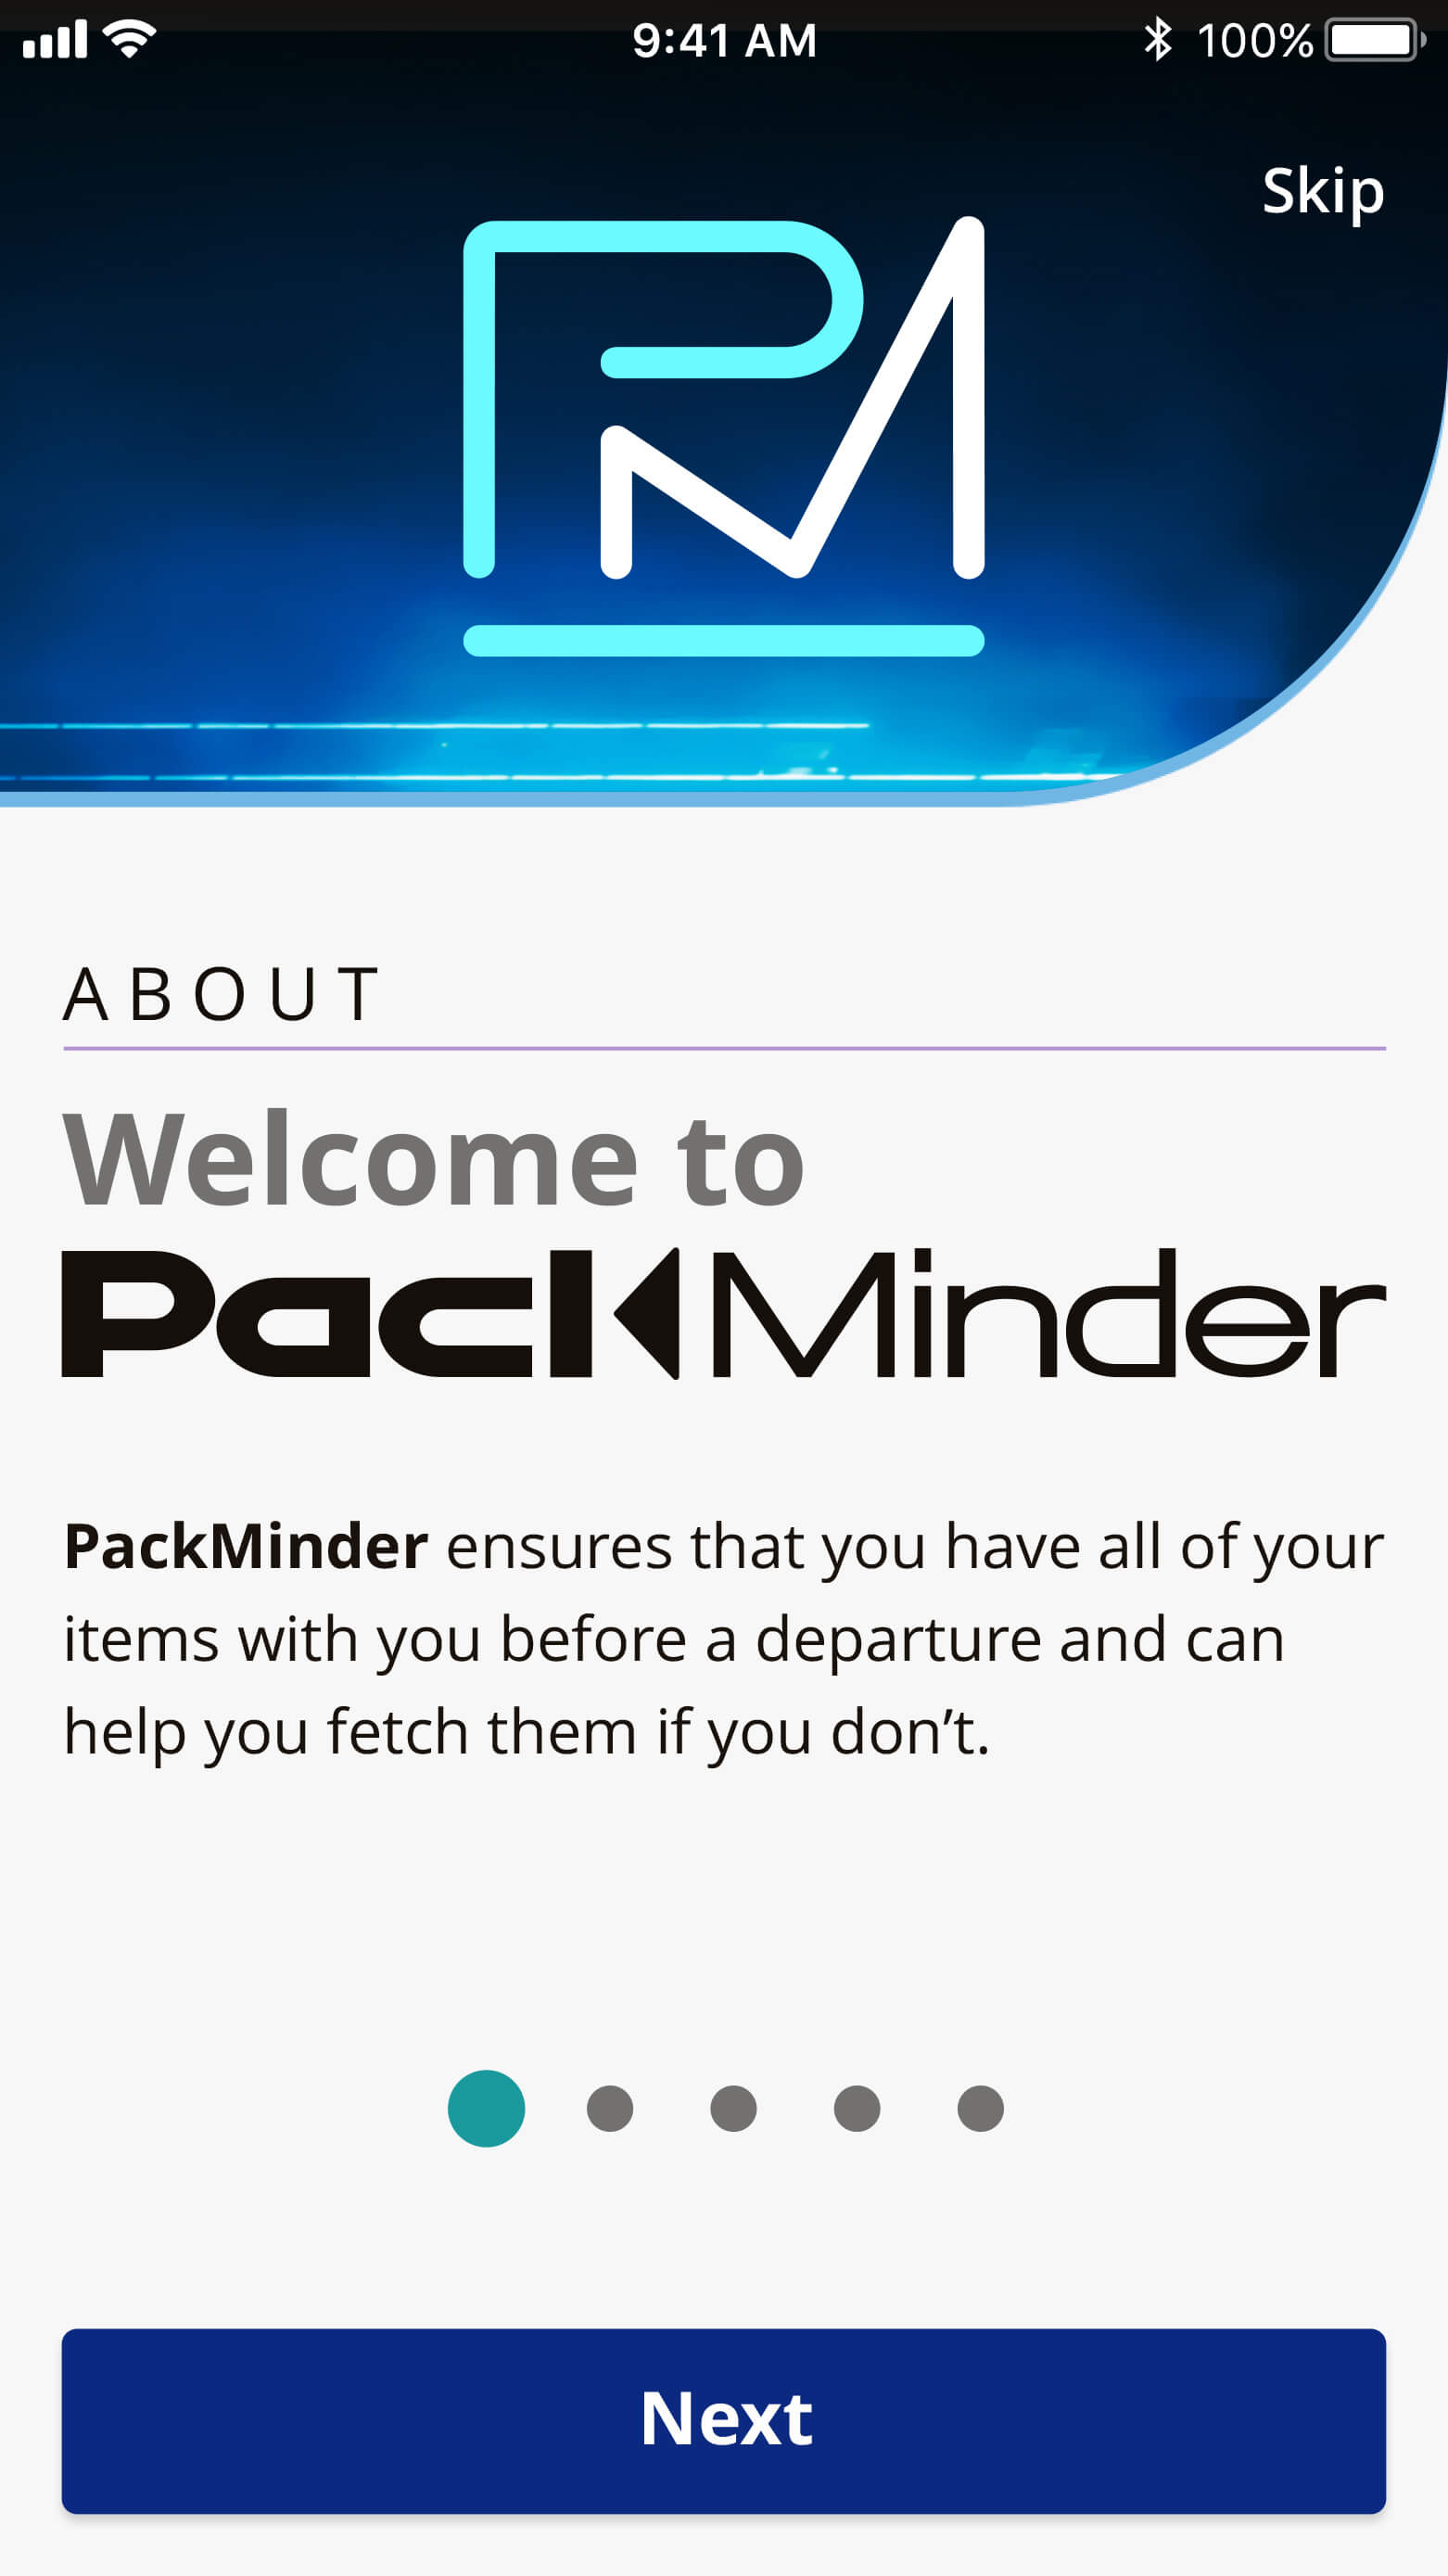 9:41 AM
100%
Skip
PM
ABOUT
Welcome to
PackMinder
PackMinder ensures that you have all of your
items with you before a departure and can
help you fetch them if you don’t.
Next